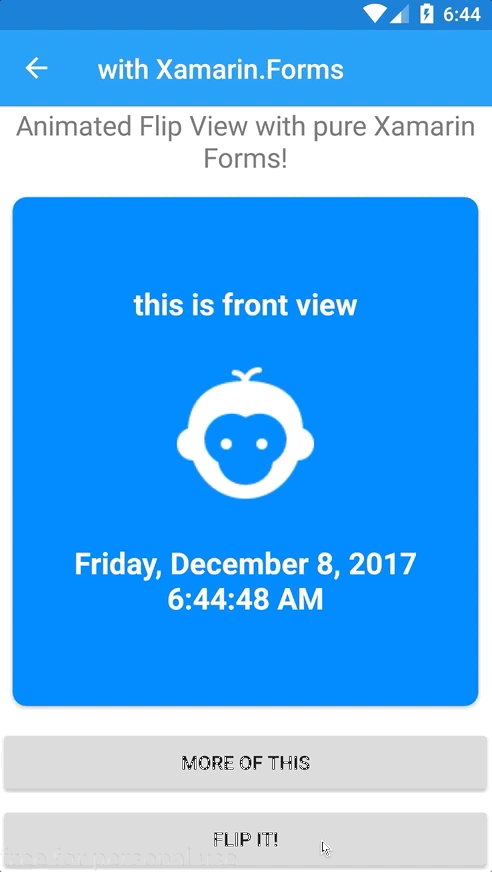 6:44
with Xamarin.Forms
Animated Flip View with pure Xamarin
Forms!
this is front view
Friday, December 8, 2017
6:44:48 AM
MORE OF THIS
FLIP IT!